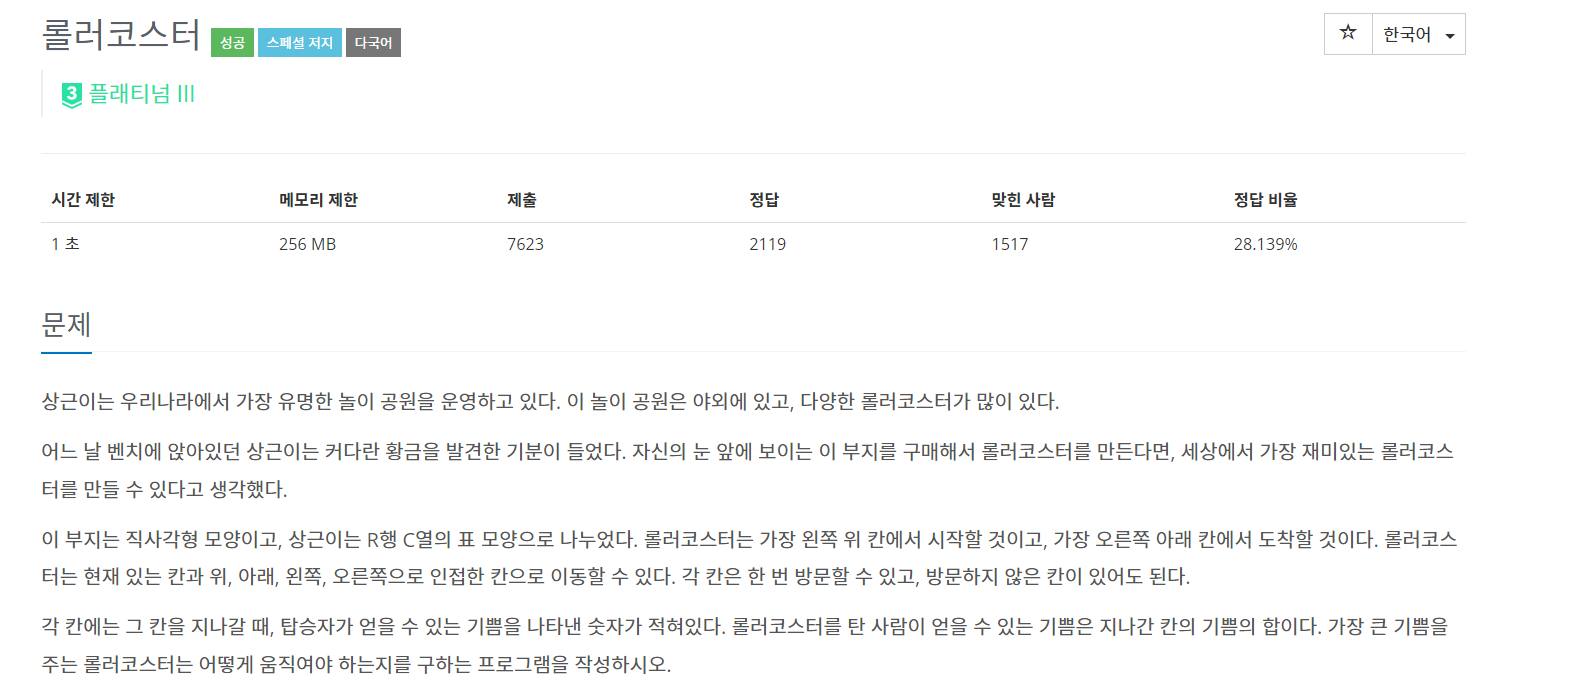 롤러코스터 성공 스페셜 저지 다국어
☆ 한국어
3 플래티넘 III
시간 제한 메모리 제한 제출 정답 맞힌 사람 정답 비율
1 초 256 MB 7623 2119 1517 28.139%
문제
상근이는 우리나라에서 가장 유명한 놀이 공원을 운영하고 있다. 이 놀이 공원은 야외에 있고, 다양한 롤러코스터가 많이 있다.
어느 날 벤치에 앉아있던 상근이는 커다란 황금을 발견한 기분이 들었다. 자신의 눈 앞에 보이는 이 부지를 구매해서 롤러코스터를 만든다면, 세상에서 가장 재미있는 롤러코스
터를 만들 수 있다고 생각했다.
이 부지는 직사각형 모양이고, 상근이는 R행 C열의 표 모양으로 나누었다. 롤러코스터는 가장 왼쪽 위 칸에서 시작할 것이고, 가장 오른쪽 아래 칸에서 도착할 것이다. 롤러코스
터는 현재 있는 칸과 위, 아래, 왼쪽, 오른쪽으로 인접한 칸으로 이동할 수 있다. 각 칸은 한 번 방문할 수 있고, 방문하지 않은 칸이 있어도 된다.
각 칸에는 그 칸을 지나갈 때, 탑승자가 얻을 수 있는 기쁨을 나타낸 숫자가 적혀있다. 롤러코스터를 탄 사람이 얻을 수 있는 기쁨은 지나간 칸의 기쁨의 합이다. 가장 큰 기쁨을
주는 롤러코스터는 어떻게 움직여야 하는지를 구하는 프로그램을 작성하시오.